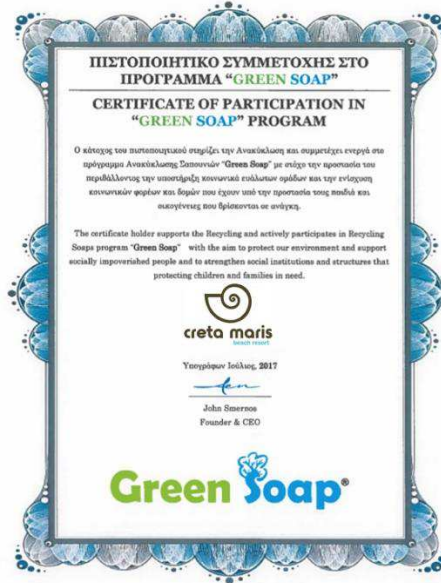 ΠΙΣΤΟΠΟΙΗΤΙΚΟ ΣΥΜΜΕΤΟΧΗΣ ΣΤΟ
ΠΡΟΓΡΑΜΜΑ “GREEN SOAP”
CERTIFICATE OF PARTICIPATION IN
“GREEN SOAP” PROGRAM
Ο κάτοχος του πιστοποιητικού στηρίζει την Ανακύκλωση και συμμετέχει ενεργά στο
πρόγραμμα Ανακύκλωσης Σαπουνιών “Green Soap” με στόχο την προστασία του
περιβάλλοντος την υποστήριξη κοινωνικά ευάλωτων ομάδων και την ενίσχυση
κοινωνικών φορέων και δομών που έχουν υπό την προστασία τους παιδιά και
οικογένειες που βρίσκονται σε ανάγκη.
The certificate holder supports the Recycling and actively participates in Recycling
Soaps program “Green Soap” with the aim to protect our environment and support
socially impoverished people and to strengthen social institutions and structures that
protecting children and families in need.
creta maris
beach resort
Υπογράφων Ιούλιος, 2017
John Smernos
Founder & CEO
Green Soap®